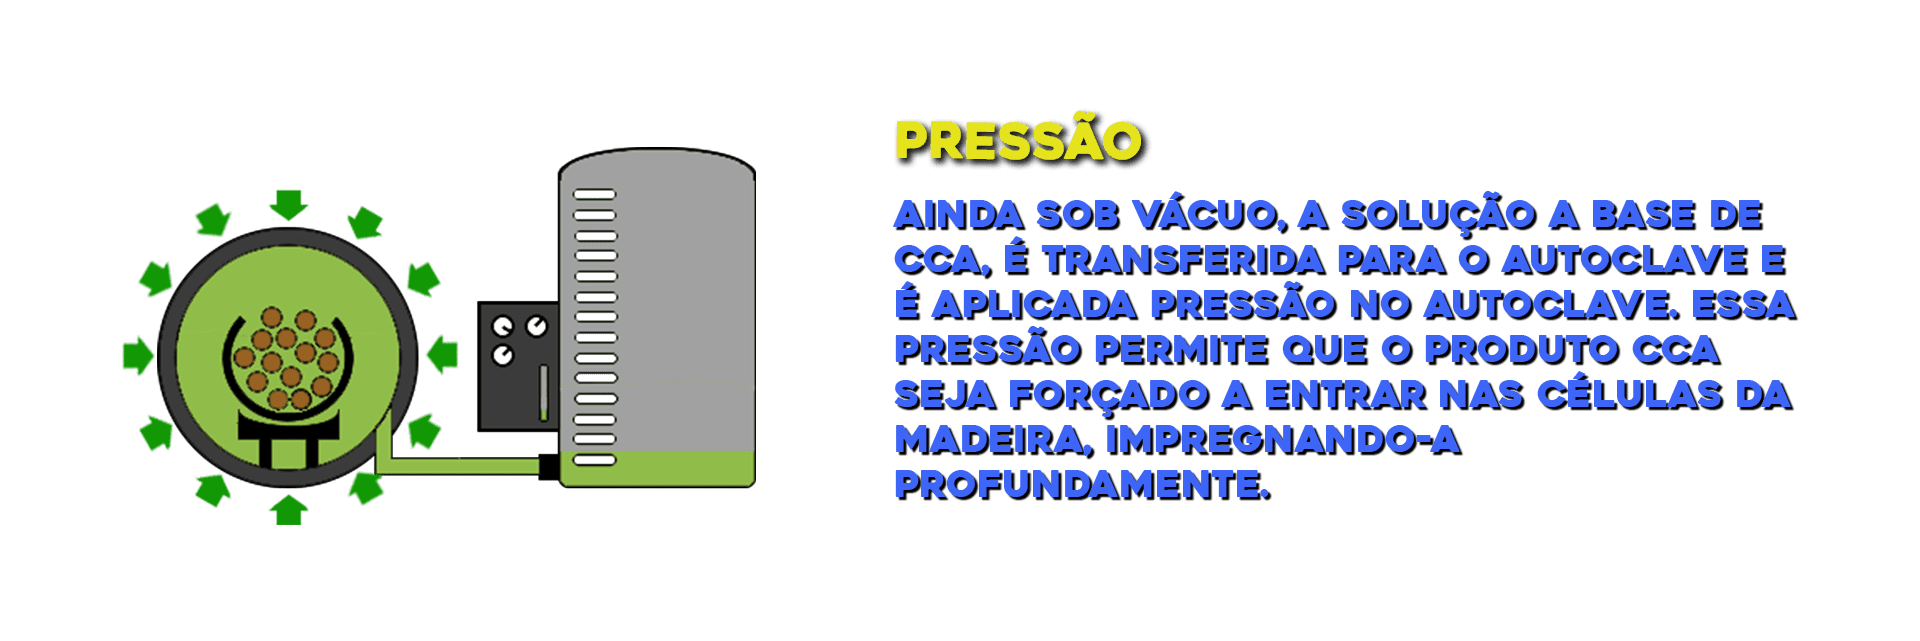 PRESSÃO
AINDA SOB VÁCUO, A SOLUÇÃO A BASE DE
CCA, É TRANSFERIDA PARA O AUTOCLAVE E
É APLICADA PRESSÃO NO AUTOCLAVE. ESSA
PRESSÃO PERMITE QUE O PRODUTO CCA
SEJA FORÇADO A ENTRAR NAS CÉLULAS DA
MADEIRA, IMPREGNANDO-A
PROFUNDAMENTE.